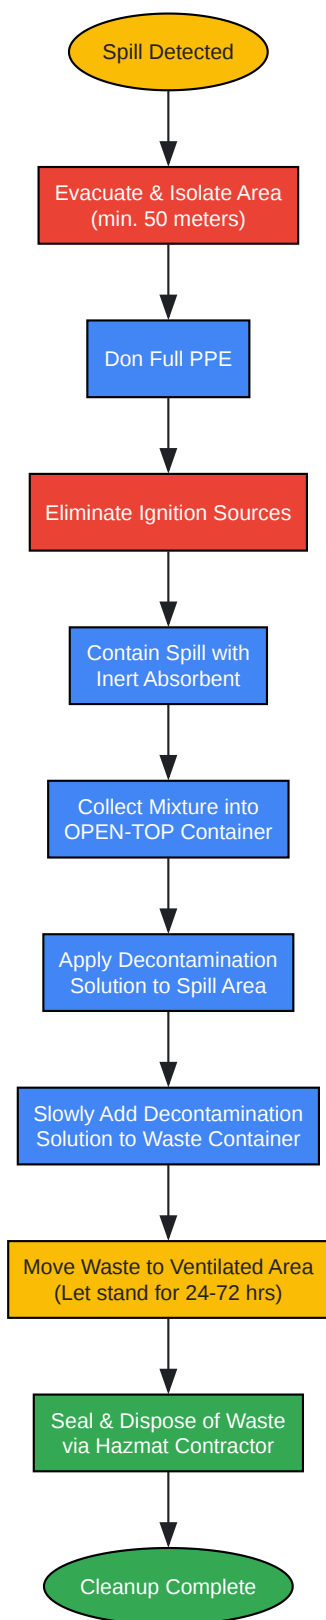 Spill Detected
Evacuate & Isolate Area
(min. 50 meters)
Don Full PPE
Eliminate Ignition Sources
Contain Spill with
Inert Absorbent
Collect Mixture into
OPEN-TOP Container
Apply Decontamination
Solution to Spill Area
Slowly Add Decontamination
Solution to Waste Container
Move Waste to Ventilated Area
(Let stand for 24-72 hrs)
Seal & Dispose of Waste
via Hazmat Contractor
Cleanup Complete